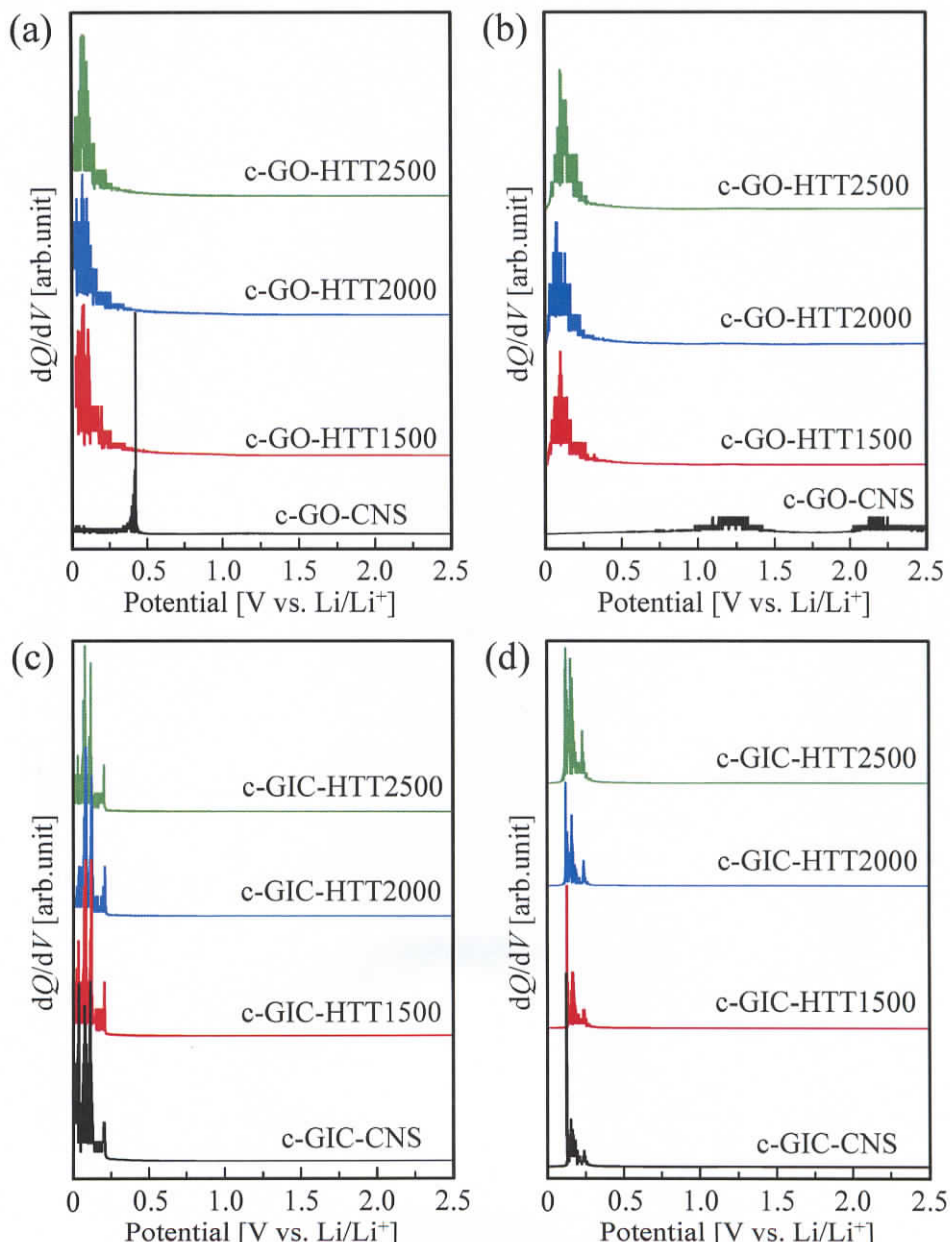 (a)
c-GO-HTT2500
c-GO-HTT2000
c-GO-HTT1500
c-GO-CNS
dQ/dV [arb.unit]
0 0.5 1.0 1.5 2.0 2.5
Potential [V vs. Li/Li⁺]
(b)
c-GO-HTT2500
c-GO-HTT2000
c-GO-HTT1500
c-GO-CNS
dQ/dV [arb.unit]
0 0.5 1.0 1.5 2.0 2.5
Potential [V vs. Li/Li⁺]
(c)
c-GIC-HTT2500
c-GIC-HTT2000
c-GIC-HTT1500
c-GIC-CNS
dQ/dV [arb.unit]
0 0.5 1.0 1.5 2.0 2.5
Potential [V vs. Li/Li⁺]
(d)
c-GIC-HTT2500
c-GIC-HTT2000
c-GIC-HTT1500
c-GIC-CNS
dQ/dV [arb.unit]
0 0.5 1.0 1.5 2.0 2.5
Potential [V vs. Li/Li⁺]